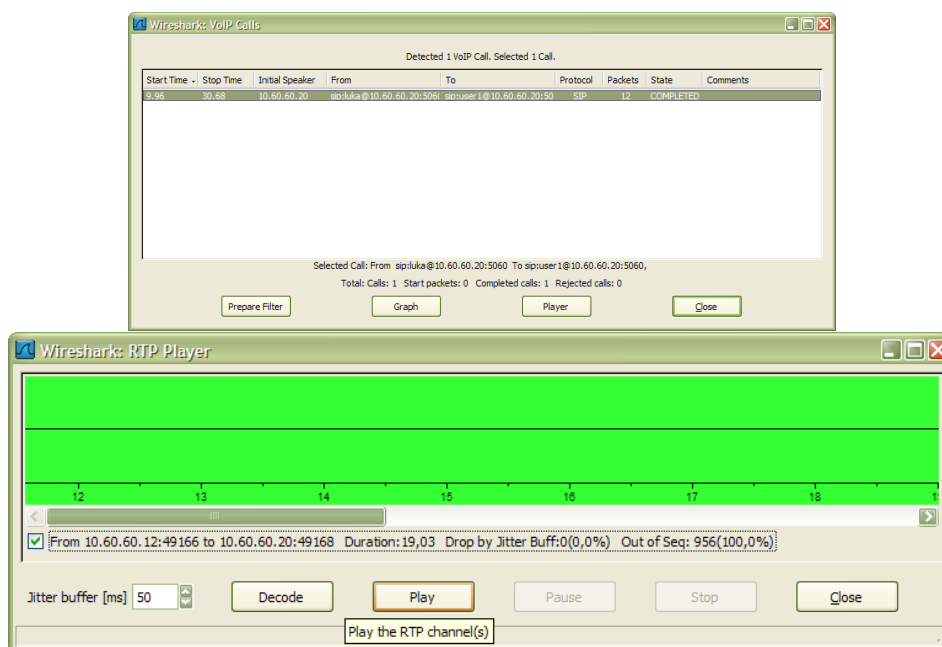 Wireshark: VoIP Calls
Detected 1 VoIP Call. Selected 1 Call.
Start Time Stop Time Initial Speaker From To Protocol Packets State Comments
9.96 30.68 10.60.60.20 sip:luka@10.60.60.20:506( sip:user1@10.60.60.20:50 SIP 12 COMPLETED
Selected Call: From sip:luka@10.60.60.20:5060 To sip:user1@10.60.60.20:5060,
Total: Calls: 1 Start packets: 0 Completed calls: 1 Rejected calls: 0
Prepare Filter Graph Player Close
Wireshark: RTP Player
12 13 14 15 16 17 18 1
From 10.60.60.12:49166 to 10.60.60.20:49168 Duration:19,03 Drop by Jitter Buff:0(0,0%) Out of Seq: 956(100,0%)
Jitter buffer [ms] 50 Decode Play Pause Stop Close
Play the RTP channel(s)